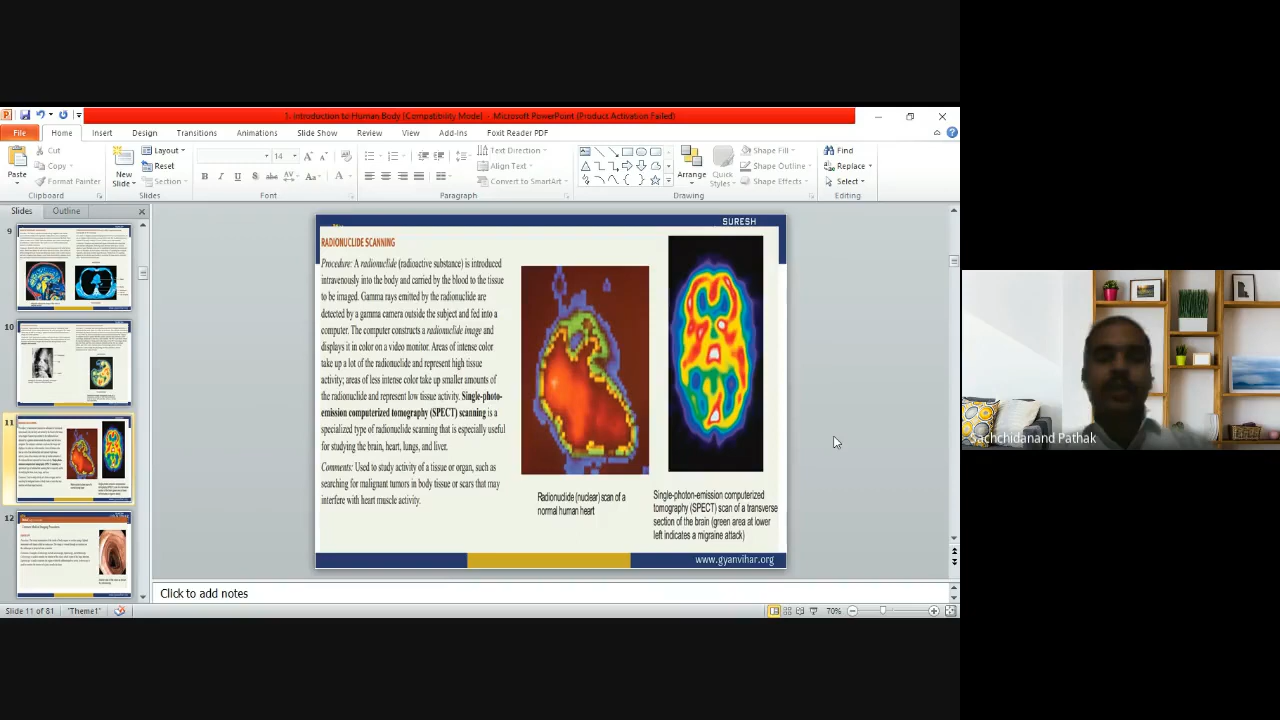 1- Introduction to Human Body [Compatibility Mode] - Microsoft PowerPoint (Product Activation Failed)
File Home Insert Design Transitions Animations Slide Show Review View Add-Ins Foxit Reader PDF
Paste
Cut
Copy
Format Painter
Clipboard
New
Slide
Layout
Reset
Section
Slides
14
Font
Paragraph
Text Direction
Align Text
Convert to SmartArt
Arrange
Quick
Styles
Shape Fill
Shape Outline
Shape Effects
Drawing
Find
Replace
Select
Editing
Slides Outline
9
10
11
12
SURESH
RADIONUCLIDE SCANNING
Procedure: A radionuclide (radioactive substance) is introduced
intravenously into the body and carried by the blood to the tissue
to be imaged. Gamma rays emitted by the radionuclide are
detected by a gamma camera outside the subject and fed into a
computer. The computer constructs a radionuclide image and
displays it in color on a video monitor. Areas of intense color
take up a lot of the radionuclide and represent high tissue
activity; areas of less intense color take up smaller amounts of
the radionuclide and represent low tissue activity. Single-photo-
emission computerized tomography (SPECT) scanning is a
specialized type of radionuclide scanning that is especially useful
for studying the brain, heart, lungs, and liver.
Comments: Used to study activity of a tissue or organ, such as
searching for malignant tumors in body tissue or scars that may
interfere with heart muscle activity.
Radionuclide (nuclear) scan of a
normal human heart
Single-photon-emission computerized
tomography (SPECT) scan of a transverse
section of the brain (green area at lower
left indicates a migraine attack)
www.gyanvihar.org
Click to add notes
Slide 11 of 81 "Theme1" 70%
Sachchidanand Pathak